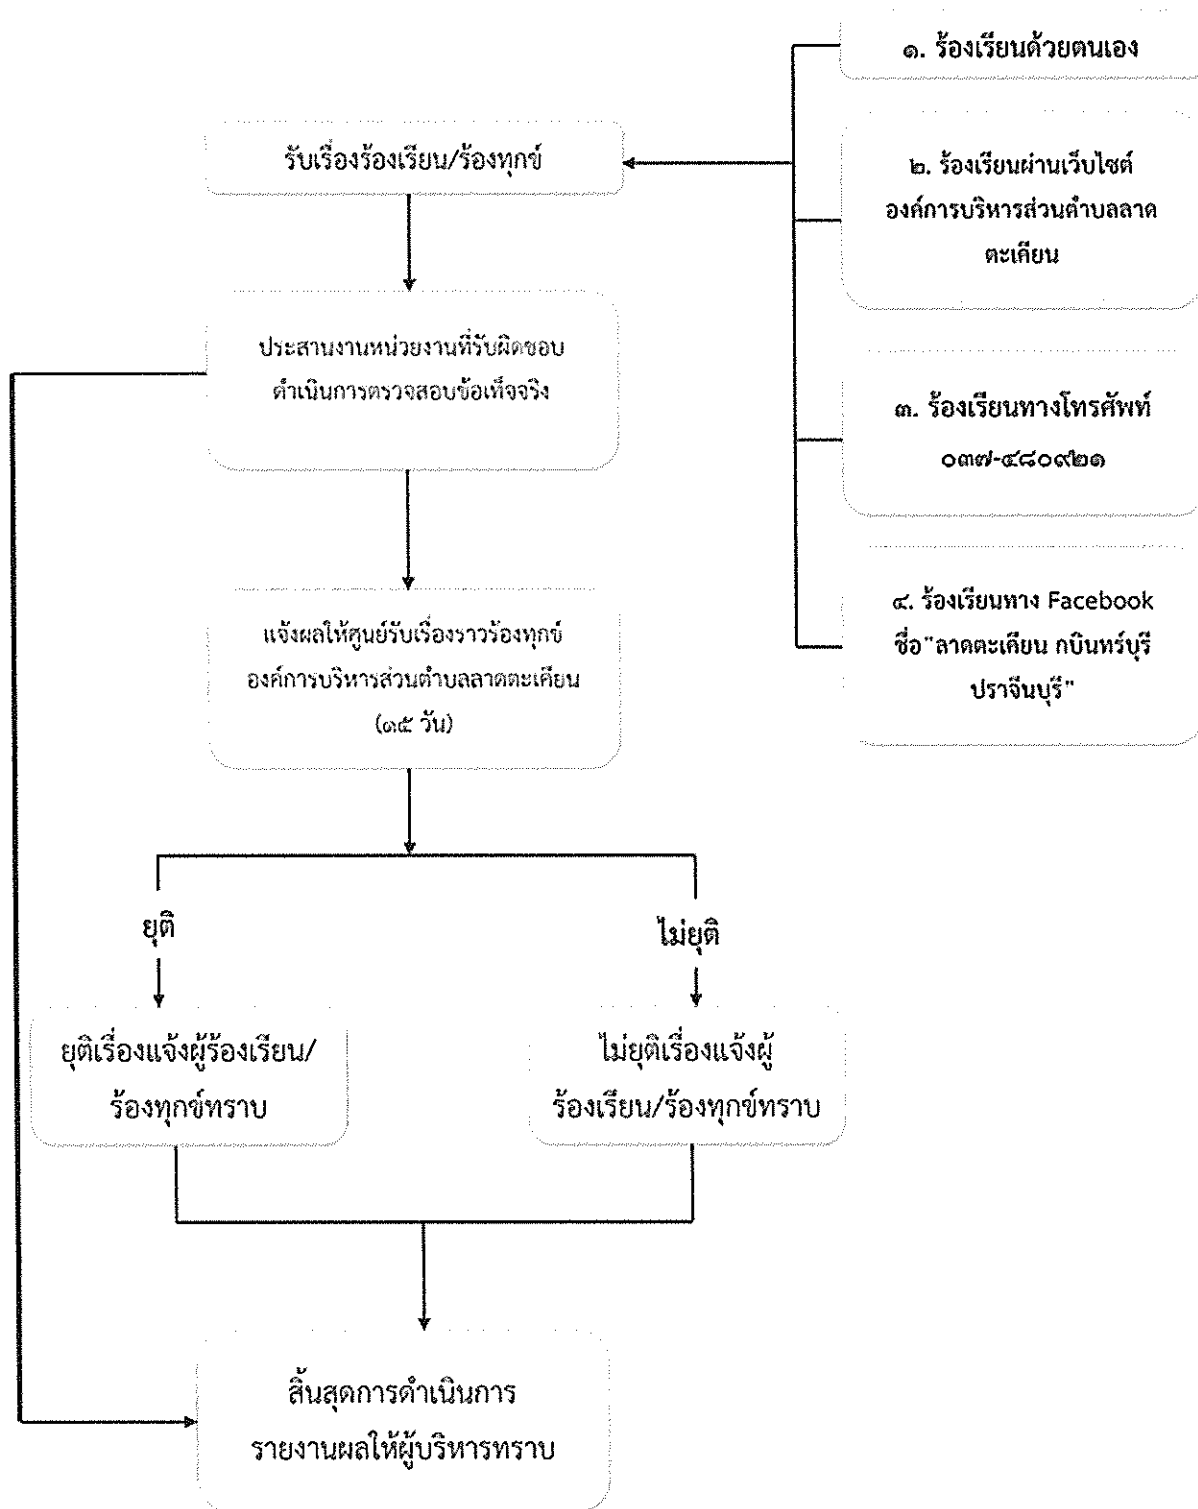 ๑. ร้องเรียนด้วยตนเอง
รับเรื่องร้องเรียน/ร้องทุกข์
๒. ร้องเรียนผ่านเว็บไซต์
องค์การบริหารส่วนตำบลลาด
ตะเคียน
ประสานงานหน่วยงานที่รับผิดชอบ
ดำเนินการตรวจสอบข้อเท็จจริง
๓. ร้องเรียนทางโทรศัพท์
๐๓๗-๔๘๐๙๒๑
๔. ร้องเรียนทาง Facebook
ชื่อ"ลาดตะเคียน กบินทร์บุรี
ปราจีนบุรี"
แจ้งผลให้ศูนย์รับเรื่องราวร้องทุกข์
องค์การบริหารส่วนตำบลลาดตะเคียน
(๑๕ วัน)
ยุติ
ไม่ยุติ
ยุติเรื่องแจ้งผู้ร้องเรียน/
ร้องทุกข์ทราบ
ไม่ยุติเรื่องแจ้งผู้
ร้องเรียน/ร้องทุกข์ทราบ
สิ้นสุดการดำเนินการ
รายงานผลให้ผู้บริหารทราบ